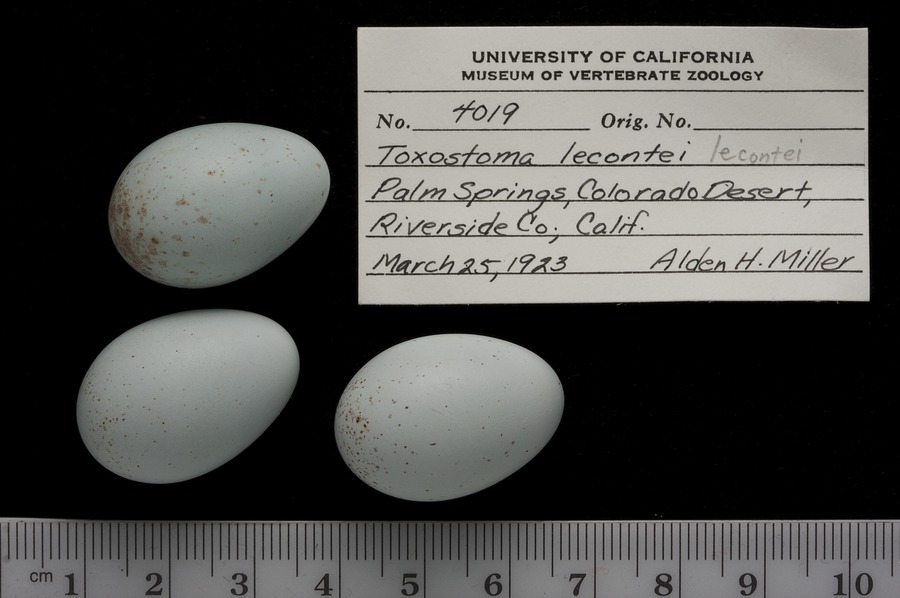 UNIVERSITY OF CALIFORNIA
MUSEUM OF VERTEBRATE ZOOLOGY
No. 4019 Orig. No.
Toxostoma lecontei lecontei
Palm Springs, Colorado Desert,
Riverside Co., Calif.
March 25, 1923 Alden H. Miller
cm 1 2 3 4 5 6 7 8 9 10